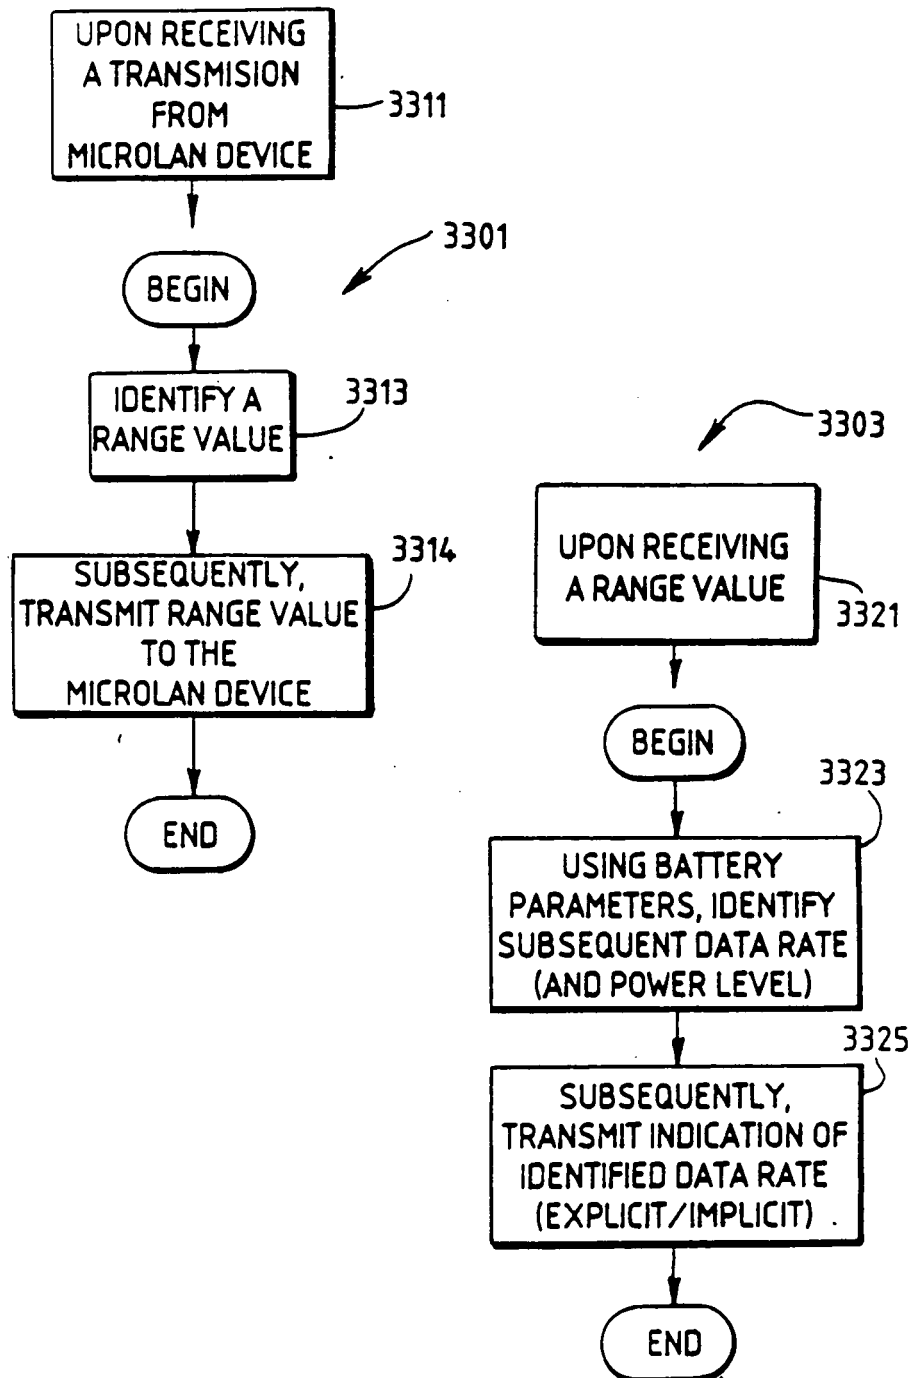 UPON RECEIVING
A TRANSMISION
FROM
MICROLAN DEVICE
3311
3301
BEGIN
IDENTIFY A
RANGE VALUE
3313
SUBSEQUENTLY,
TRANSMIT RANGE VALUE
TO THE
MICROLAN DEVICE
3314
END
3303
UPON RECEIVING
A RANGE VALUE
3321
BEGIN
3323
USING BATTERY
PARAMETERS, IDENTIFY
SUBSEQUENT DATA RATE
(AND POWER LEVEL)
3325
SUBSEQUENTLY,
TRANSMIT INDICATION OF
IDENTIFIED DATA RATE
(EXPLICIT/IMPLICIT)
END